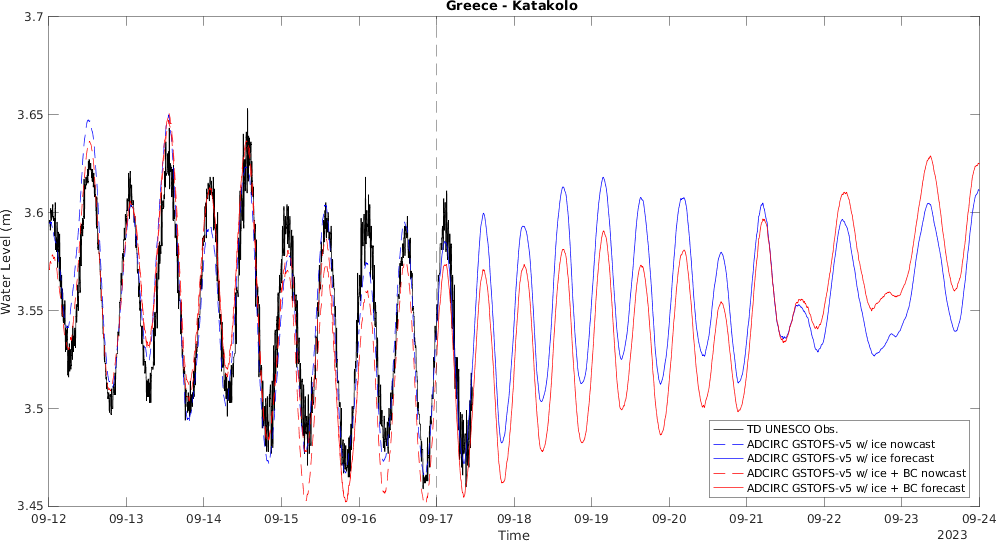 Greece - Katakolo
3.7
3.65
3.6
3.55
3.5
3.45
Water Level (m)
09-12 09-13 09-14 09-15 09-16 09-17 09-18 09-19 09-20 09-21 09-22 09-23 09-24
Time
2023
TD UNESCO Obs.
ADCIRC GSTOFS-v5 w/ ice nowcast
ADCIRC GSTOFS-v5 w/ ice forecast
ADCIRC GSTOFS-v5 w/ ice + BC nowcast
ADCIRC GSTOFS-v5 w/ ice + BC forecast